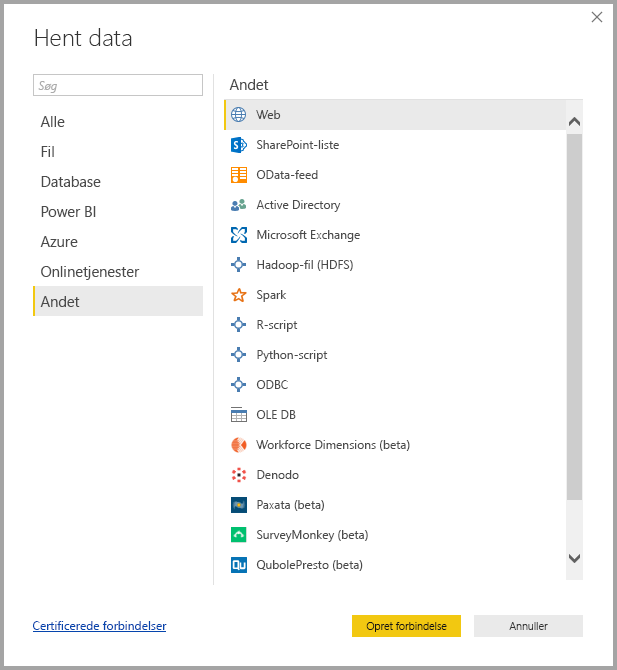 Hent data
Søg
Alle
Fil
Database
Power BI
Azure
Onlinetjenester
Andet
Andet
Web
SharePoint-liste
OData-feed
Active Directory
Microsoft Exchange
Hadoop-fil (HDFS)
Spark
R-script
Python-script
ODBC
OLE DB
Workforce Dimensions (beta)
Denodo
Paxata (beta)
SurveyMonkey (beta)
Qu QubolePresto (beta)
Certificerede forbindelser
Opret forbindelse
Annuller